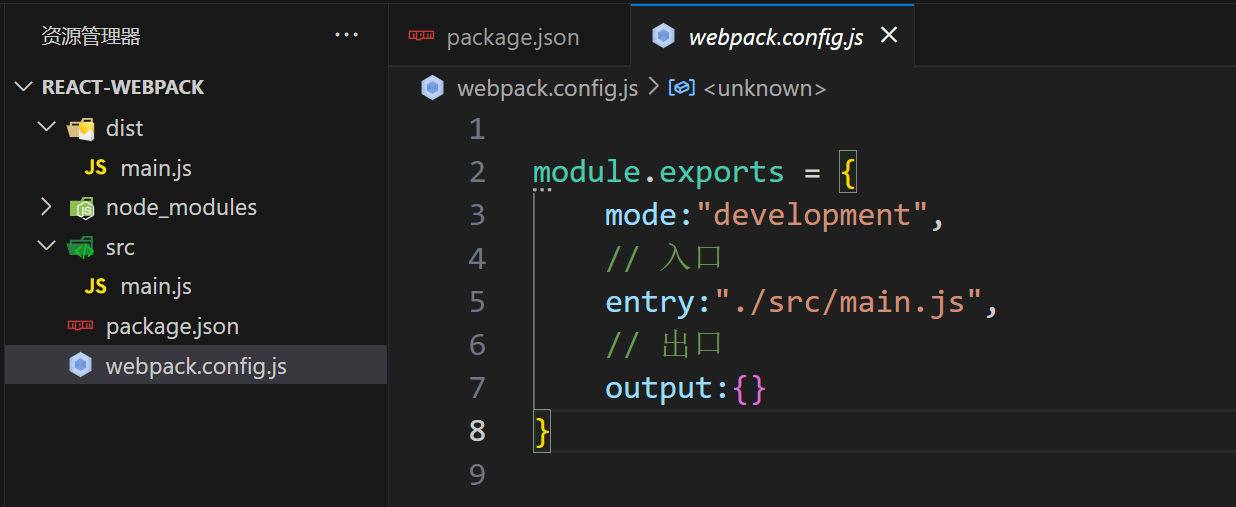 资源管理器 ...
REACT-WEBPACK
dist
JS main.js
node_modules
src
JS main.js
package.json
webpack.config.js
package.json webpack.config.js
webpack.config.js > <unknown>
1
2 module.exports = {
3 mode:"development",
4 // 入口
5 entry:"./src/main.js",
6 // 出口
7 output:{}
8 }
9